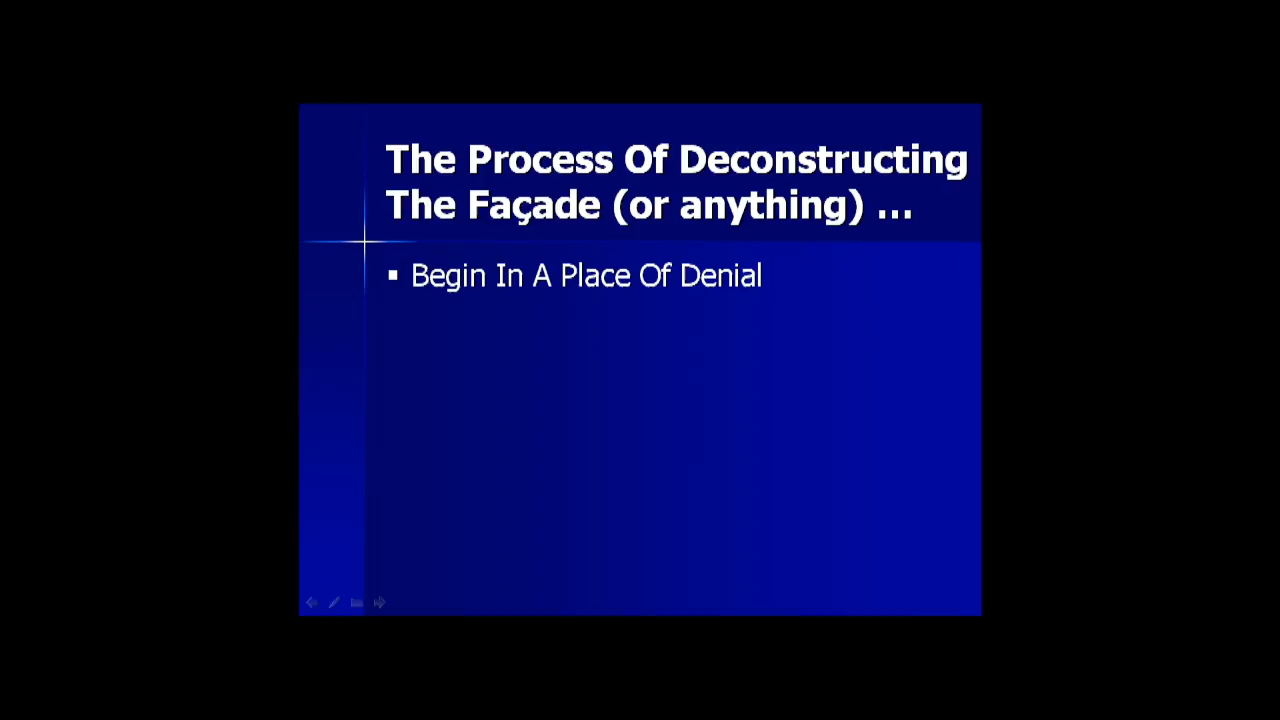 The Process Of Deconstructing
The Façade (or anything) ...
▪ Begin In A Place Of Denial